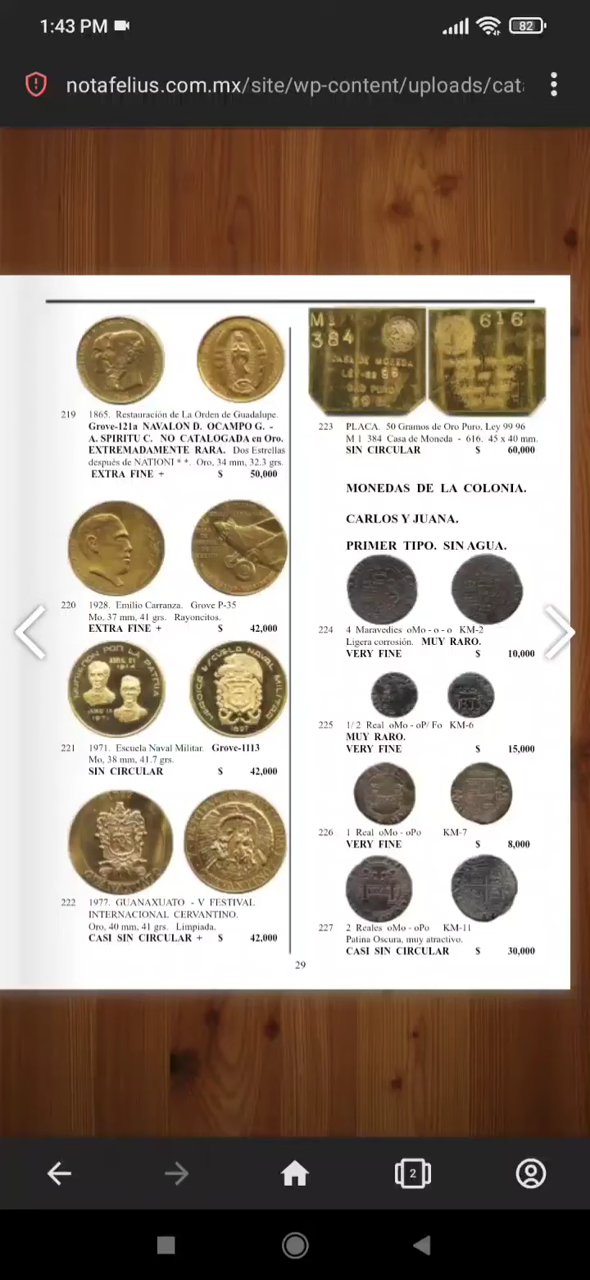 1:43 PM
82
notafelius.com.mx/site/wp-content/uploads/cat
219 1865. Restauración de La Orden de Guadalupe.
Grove-121a NAVALON D. OCAMPO G. -
A. SPIRITU C. NO CATALOGADA en Oro.
EXTREMADAMENTE RARA. Dos Estrellas
después de NATIONI * *. Oro, 34 mm, 32.3 grs.
EXTRA FINE + $ 50,000
220 1928. Emilio Carranza. Grove P-35
Mo, 37 mm, 41 grs. Rayoncitos.
EXTRA FINE + $ 42,000
ABRIL 21
1914
221 1971. Escuela Naval Militar. Grove-1113
Mo, 38 mm, 41.7 grs.
SIN CIRCULAR $ 42,000
1897
222 1977. GUANAXUATO - V FESTIVAL
INTERNACIONAL CERVANTINO.
Oro, 40 mm, 41 grs. Limpiada.
CASI SIN CIRCULAR + $ 42,000
M1
384
616
223 PLACA. 50 Gramos de Oro Puro, Ley 99 96
M 1 384 Casa de Moneda - 616. 45 x 40 mm.
SIN CIRCULAR $ 60,000
MONEDAS DE LA COLONIA.
CARLOS Y JUANA.
PRIMER TIPO. SIN AGUA.
224 4 Maravedies oMo - o - o KM-2
Ligera corrosión. MUY RARO.
VERY FINE $ 10,000
225 1/2 Real oMo - oP/ Fo KM-6
MUY RARO.
VERY FINE $ 15,000
226 1 Real oMo - oPo KM-7
VERY FINE $ 8,000
227 2 Reales oMo - oPo KM-11
Patina Oscura, muy atractivo.
CASI SIN CIRCULAR $ 30,000
29
2